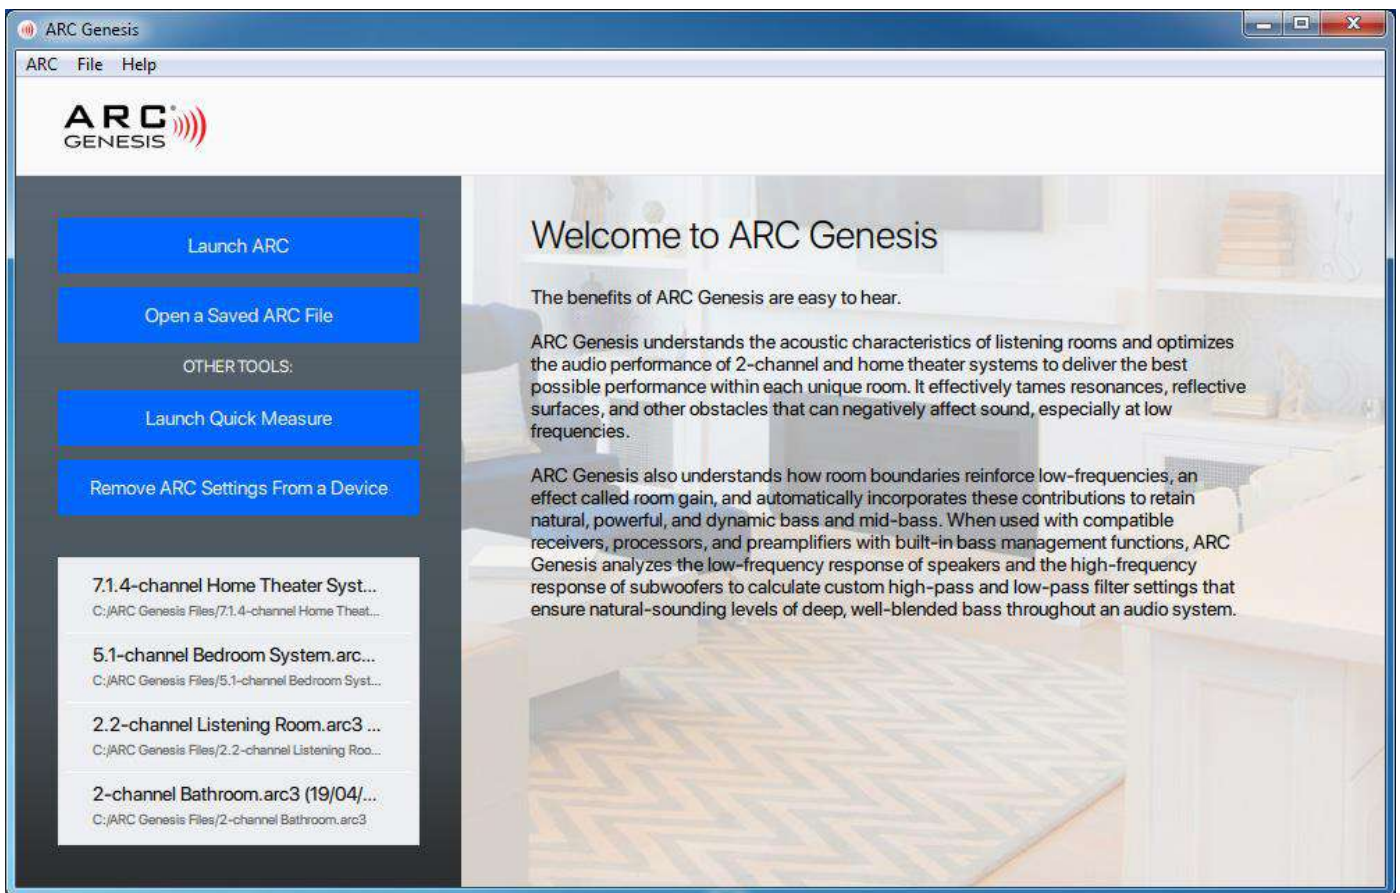 ARC Genesis
ARC File Help
ARC
GENESIS
Launch ARC
Open a Saved ARC File
OTHER TOOLS:
Launch Quick Measure
Remove ARC Settings From a Device
7.1.4-channel Home Theater Syst...
C:/ARC Genesis Files/7.1.4-channel Home Theat...
5.1-channel Bedroom System.arc...
C:/ARC Genesis Files/5.1-channel Bedroom Syst...
2.2-channel Listening Room.arc3 ...
C:/ARC Genesis Files/2.2-channel Listening Roo...
2-channel Bathroom.arc3 (19/04/...
C:/ARC Genesis Files/2-channel Bathroom.arc3
Welcome to ARC Genesis
The benefits of ARC Genesis are easy to hear.
ARC Genesis understands the acoustic characteristics of listening rooms and optimizes
the audio performance of 2-channel and home theater systems to deliver the best
possible performance within each unique room. It effectively tames resonances, reflective
surfaces, and other obstacles that can negatively affect sound, especially at low
frequencies.
ARC Genesis also understands how room boundaries reinforce low-frequencies, an
effect called room gain, and automatically incorporates these contributions to retain
natural, powerful, and dynamic bass and mid-bass. When used with compatible
receivers, processors, and preamplifiers with built-in bass management functions, ARC
Genesis analyzes the low-frequency response of speakers and the high-frequency
response of subwoofers to calculate custom high-pass and low-pass filter settings that
ensure natural-sounding levels of deep, well-blended bass throughout an audio system.